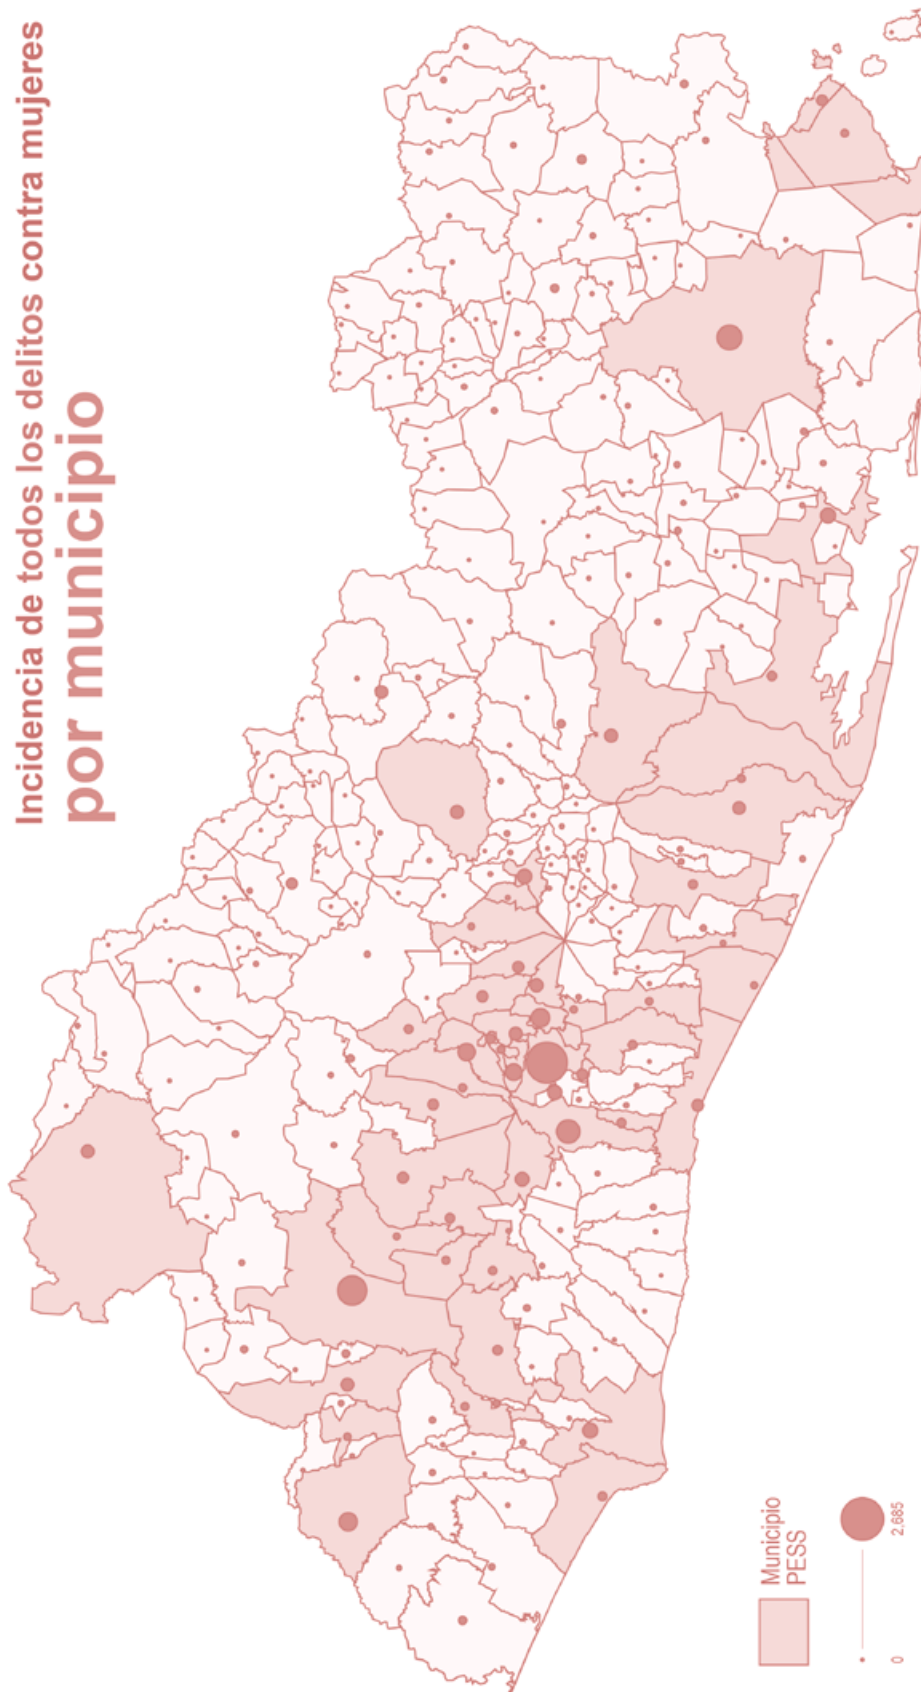 Incidencia de todos los delitos contra mujeres
por municipio
Municipio
PESS
0
2,685